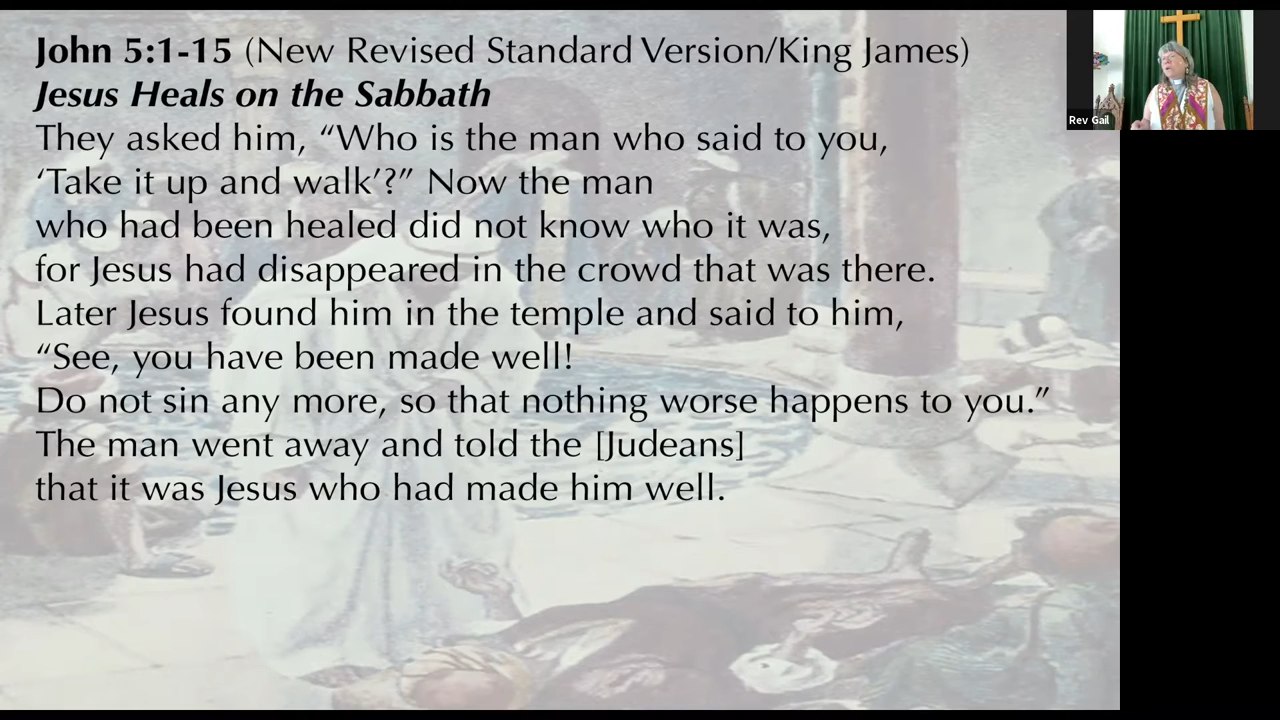 John 5:1-15 (New Revised Standard Version/King James)
Jesus Heals on the Sabbath
They asked him, “Who is the man who said to you,
‘Take it up and walk’?” Now the man
who had been healed did not know who it was,
for Jesus had disappeared in the crowd that was there.
Later Jesus found him in the temple and said to him,
“See, you have been made well!
Do not sin any more, so that nothing worse happens to you.”
The man went away and told the [Judeans]
that it was Jesus who had made him well.
Rev Gail